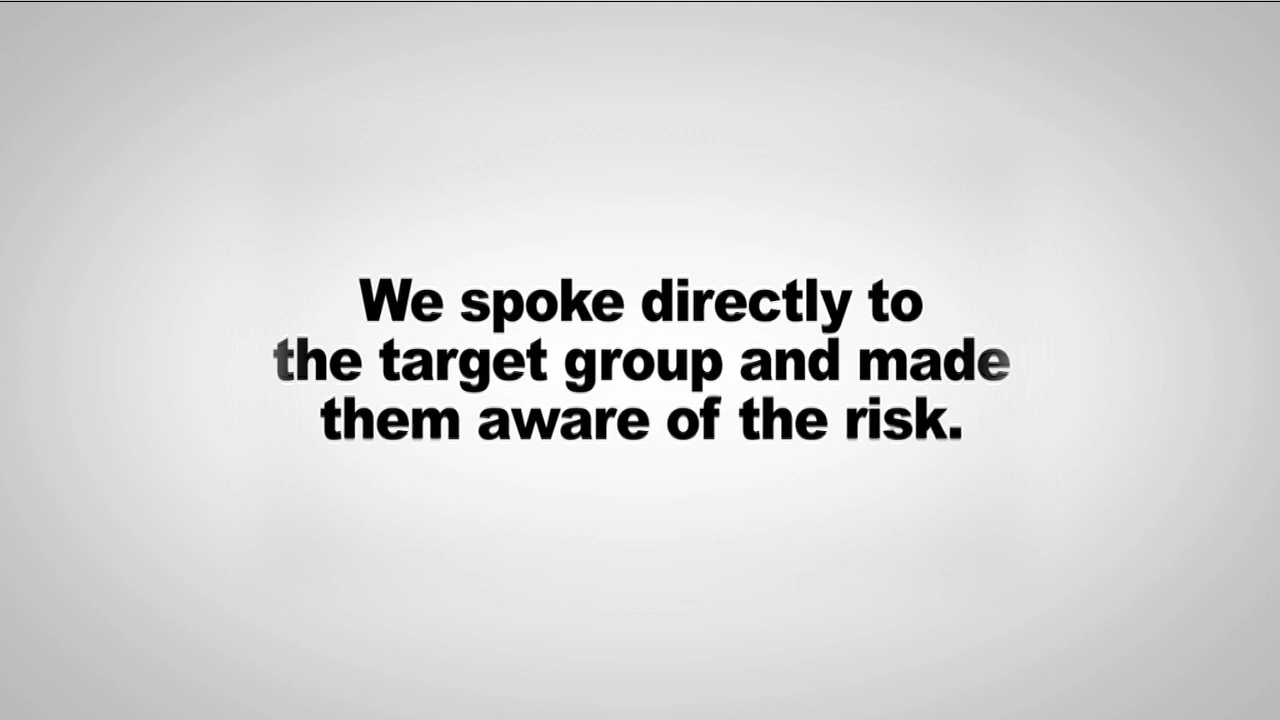 We spoke directly to
the target group and made
them aware of the risk.